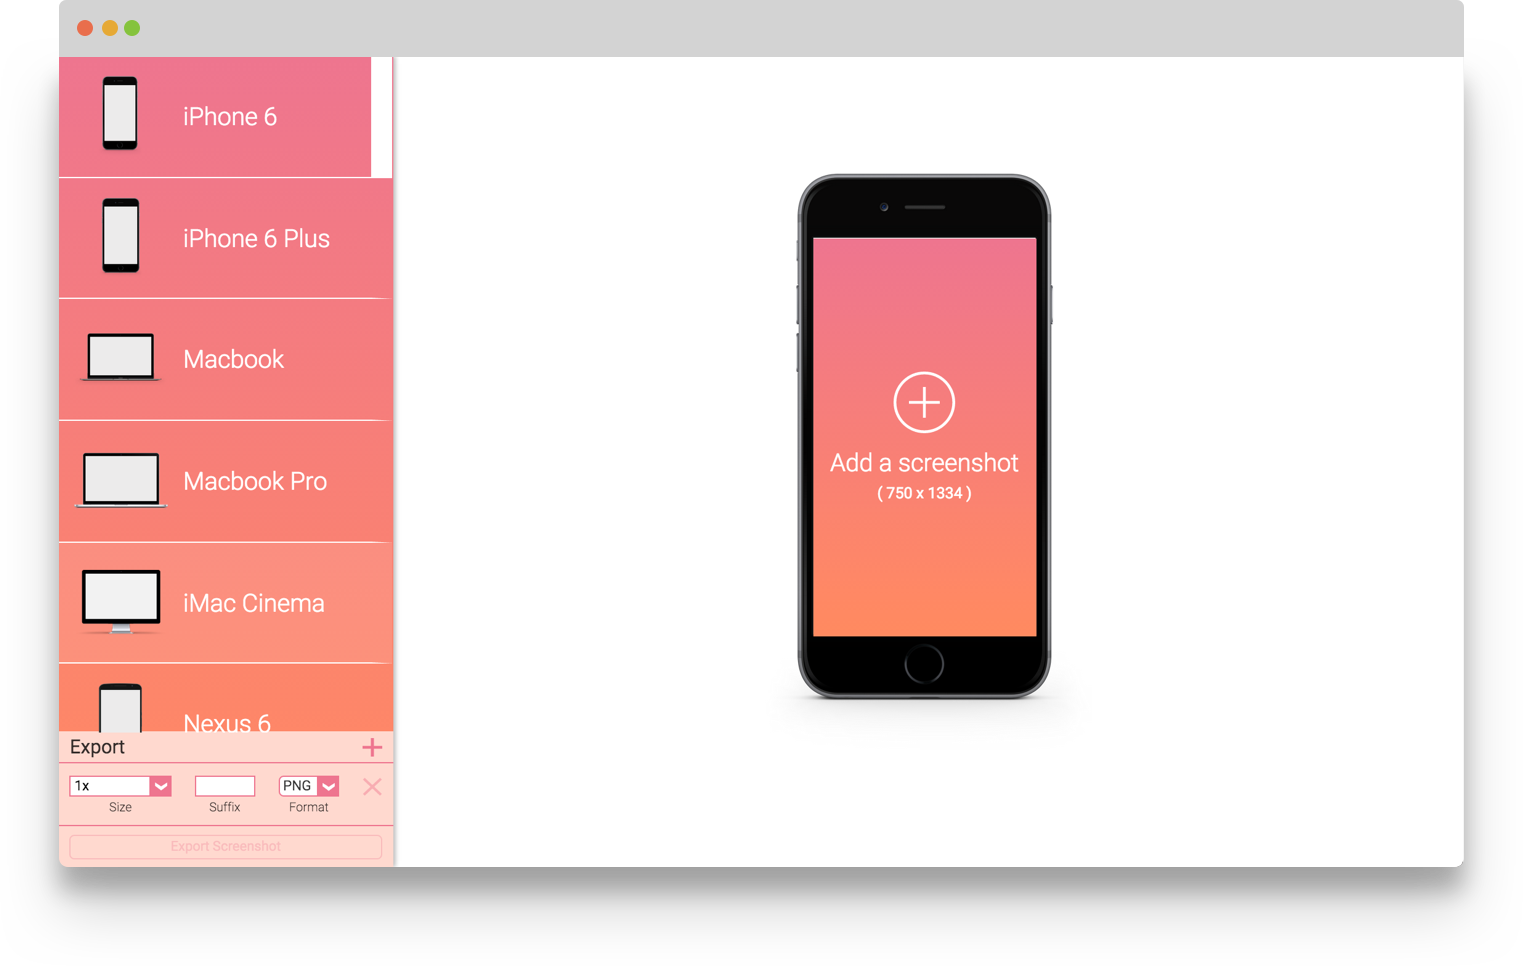 iPhone 6
iPhone 6 Plus
Macbook
Macbook Pro
iMac Cinema
Nexus 6
Export
1x
PNG
Size
Suffix
Format
Export Screenshot
Add a screenshot
( 750 x 1334 )